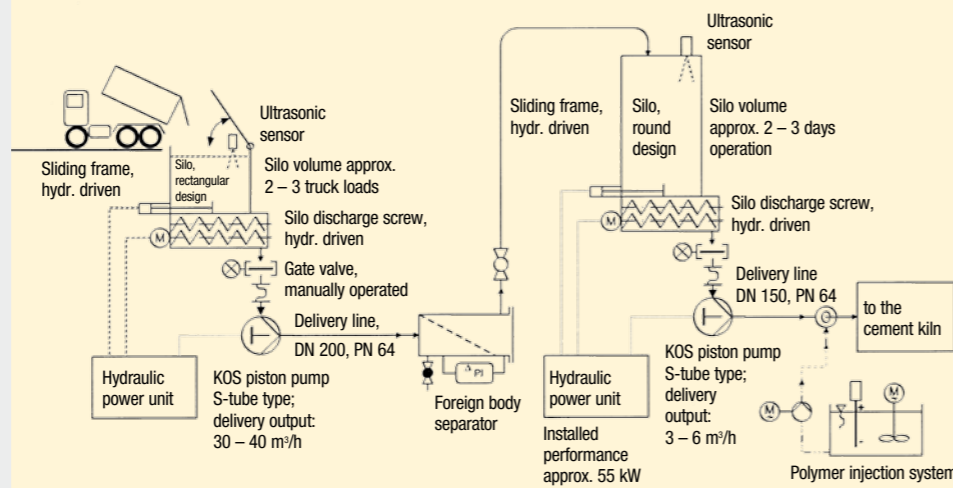 Ultrasonic
sensor
Sliding frame,
hydr. driven
Silo,
rectangular
design
Silo volume approx.
2 – 3 truck loads
Silo discharge screw,
hydr. driven
M
Gate valve,
manually operated
Delivery line,
DN 200, PN 64
Hydraulic
power unit
KOS piston pump
S-tube type;
delivery output:
30 – 40 m³/h
Δ PI
Foreign body
separator
Ultrasonic
sensor
Sliding frame,
hydr. driven
Silo,
round
design
Silo volume
approx. 2 – 3 days
operation
Silo discharge screw,
hydr. driven
M
Delivery line
DN 150, PN 64
to the
cement kiln
Hydraulic
power unit
Installed
performance
approx. 55 kW
KOS piston pump
S-tube type;
delivery
output:
3 – 6 m³/h
M
M
+
-
Polymer injection system